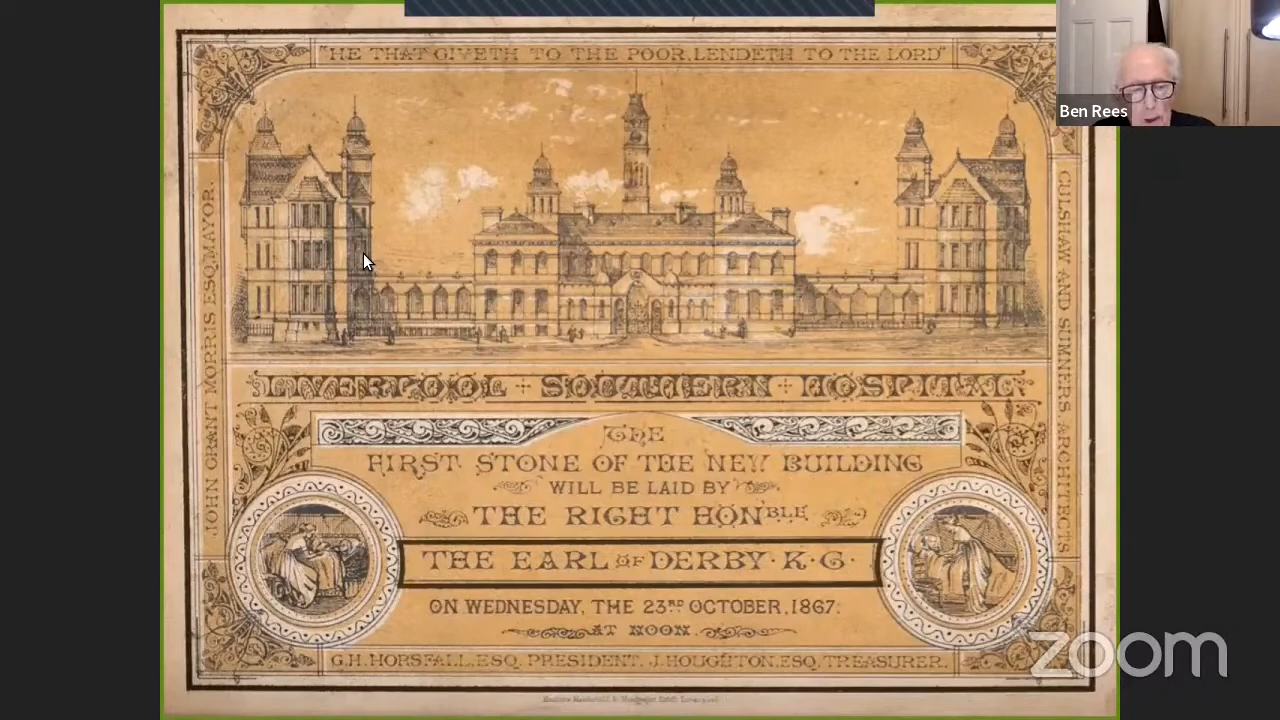 "HE THAT GIVETH TO THE POOR, LENDETH TO THE LORD"
Ben Rees
JOHN GRANT MORRIS ESQ, MAYOR.
CULSHAW AND SUMNERS ARCHITECTS
LIVERPOOL + SOUTHERN + HOSPITAL
THE
FIRST STONE OF THE NEW BUILDING
WILL BE LAID BY
THE RIGHT HONBLE
THE EARL OF DERBY · K · G ·
ON WEDNESDAY, THE 23RD OCTOBER, 1867:
AT NOON.
G.H. HORSFALL, ESQ. PRESIDENT. J. HOUGHTON, ESQ. TREASURER.
zoom